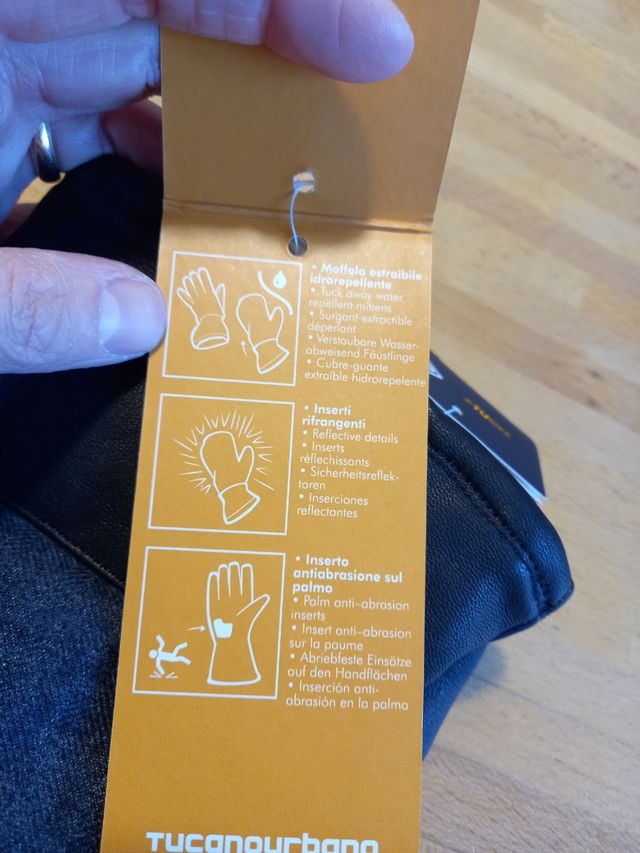 • Moffola estraibile
idrorepellente
• Tuck away water
repellent mittens
• Surgant extractible
déperlant
• Verstaubare Wasser-
abweisend Fäustlinge
• Cubre-guante
extraíble hidrorepelente
• Inserti
rifrangenti
• Reflective details
• Inserts
réflechissants
• Sicherheitsreflek-
toren
• Inserciones
reflectantes
• Inserto
antiabrasione sul
palmo
• Palm anti-abrasion
inserts
• Insert anti-abrasion
sur la paume
• Abriebfeste Einsätze
auf den Handflächen
• Inserción anti-
abrasión en la palma
TUCANOURBANO